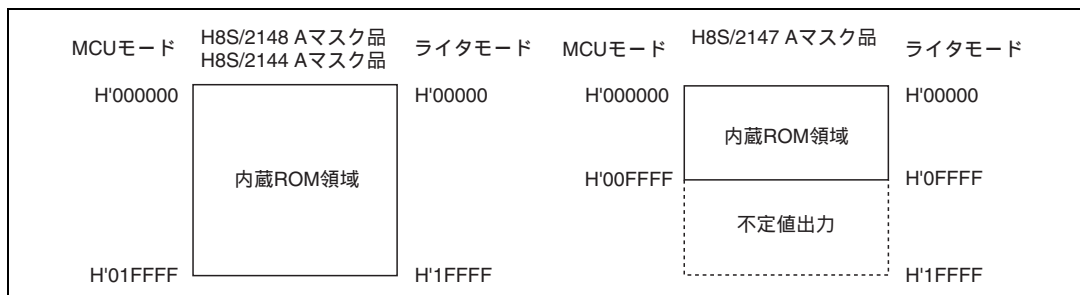 MCUモード
H8S/2148 Aマスク品
H8S/2144 Aマスク品
ライタモード
H'000000
H'00000
内蔵ROM領域
H'01FFFF
H'1FFFF
MCUモード
H8S/2147 Aマスク品
ライタモード
H'000000
H'00000
内蔵ROM領域
H'00FFFF
H'0FFFF
不定値出力
H'1FFFF